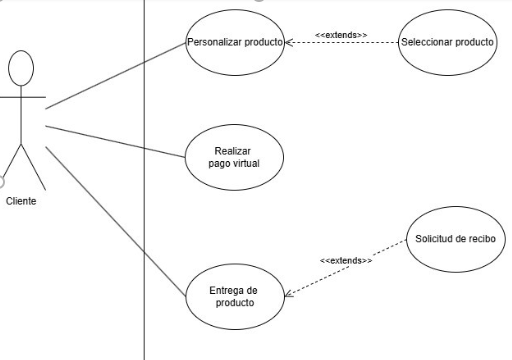 Personalizar producto
<<extends>>
Seleccionar producto
Realizar
pago virtual
Cliente
Solicitud de recibo
<<extends>>
Entrega de
producto